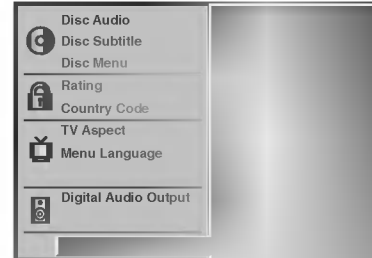 Disc Audio
Disc Subtitle
Disc Menu
Rating
Country Code
TV Aspect
Menu Language
Digital Audio Output